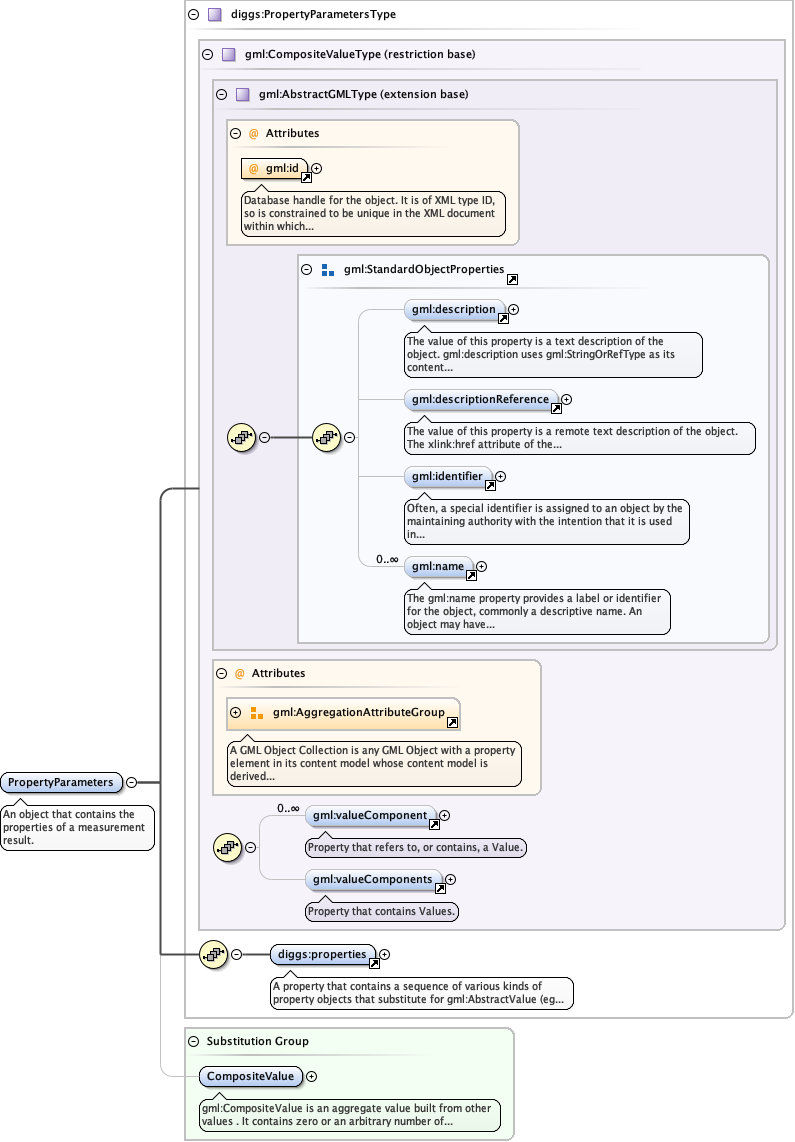 diggs:PropertyParametersType
gml:CompositeValueType (restriction base)
gml:AbstractGMLType (extension base)
@ Attributes
@ gml:id
Database handle for the object. It is of XML type ID,
so is constrained to be unique in the XML document
within which...
gml:StandardObjectProperties
gml:description
The value of this property is a text description of the
object. gml:description uses gml:StringOrRefType as its
content...
gml:descriptionReference
The value of this property is a remote text description of the object.
The xlink:href attribute of the...
gml:identifier
Often, a special identifier is assigned to an object by the
maintaining authority with the intention that it is used
in...
0..∞
gml:name
The gml:name property provides a label or identifier
for the object, commonly a descriptive name. An
object may have...
@ Attributes
gml:AggregationAttributeGroup
A GML Object Collection is any GML Object with a property
element in its content model whose content model is
derived...
PropertyParameters
An object that contains the
properties of a measurement
result.
0..∞
gml:valueComponent
Property that refers to, or contains, a Value.
gml:valueComponents
Property that contains Values.
diggs:properties
A property that contains a sequence of various kinds of
property objects that substitute for gml:AbstractValue (eg...
Substitution Group
CompositeValue
gml:CompositeValue is an aggregate value built from other
values . It contains zero or an arbitrary number of...